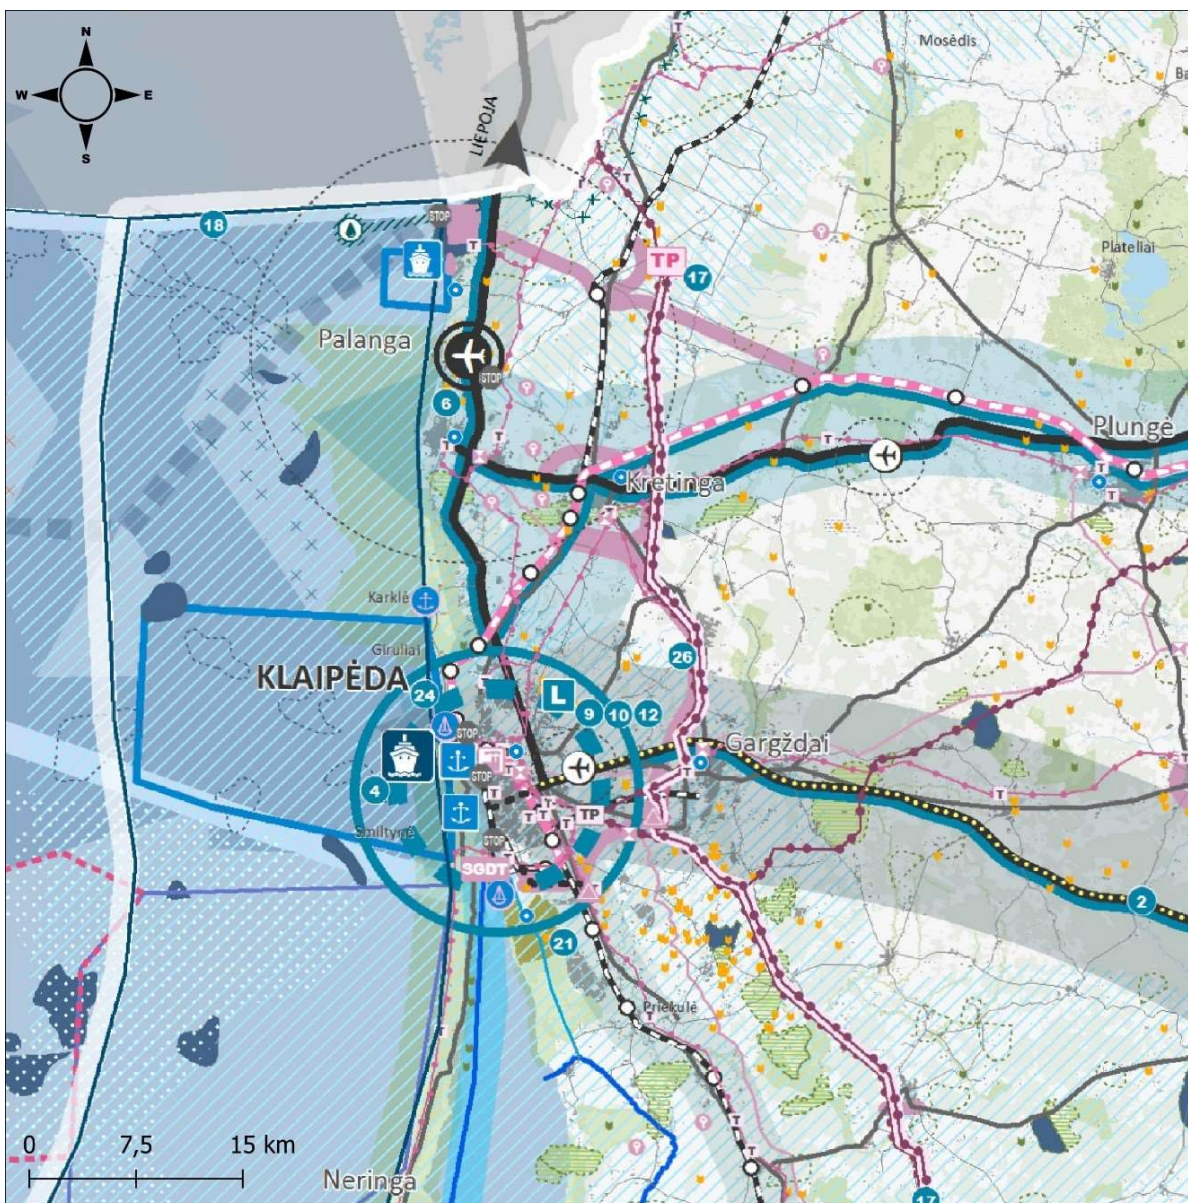 N
W E
S
LIEPOJA
Mosėdis
Ba
18
STOP
T
TP
17
Plateliai
Palanga
STOP
6
T
T
T
Plungė
Kretinga
T
T
Karklė
Giruliai
KLAIPĖDA
24
L
9
10
12
26
STOP
Gargždai
4
STOP
T
T
T
TP
T
Smiltynė
STOP
SGDT
2
21
Priekulė
T
0 7,5 15 km
Neringa
17